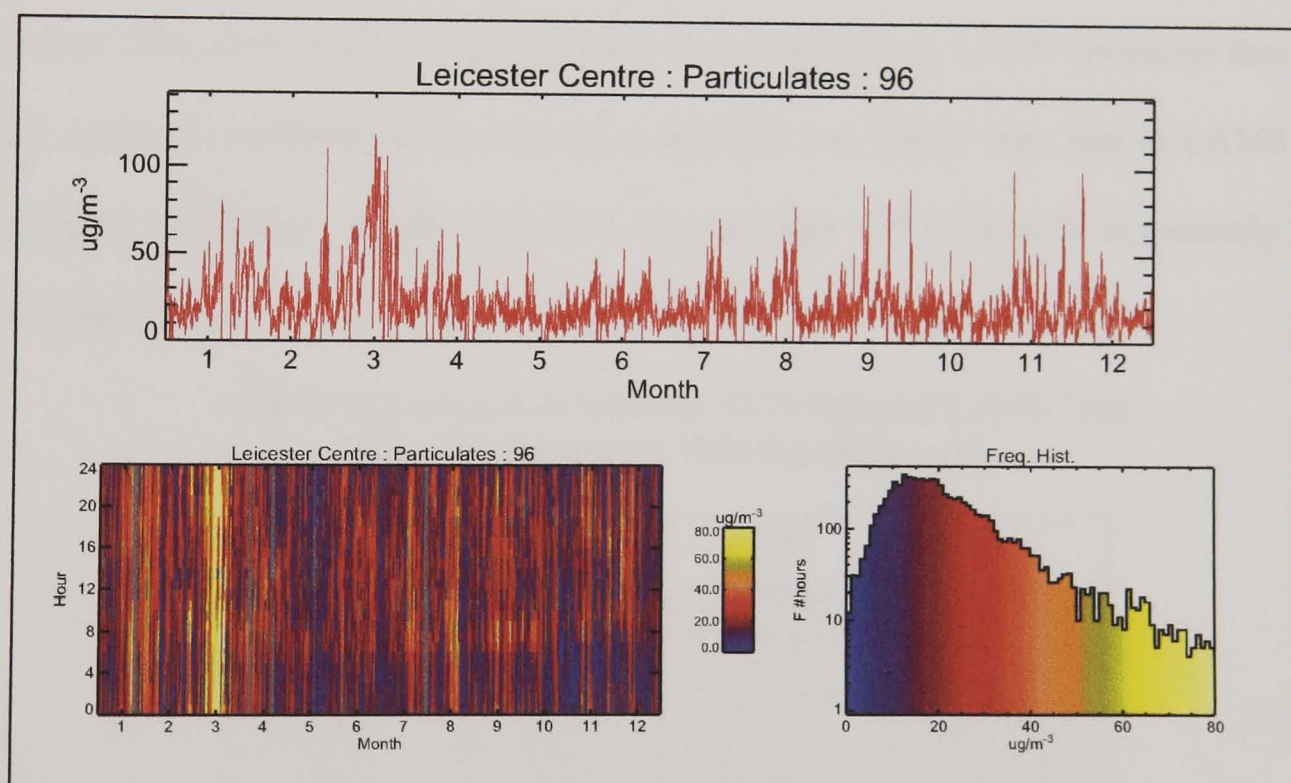 Leicester Centre : Particulates : 96
ug/m-3
100
50
0
1 2 3 4 5 6 7 8 9 10 11 12
Month
Leicester Centre : Particulates : 96
Hour
24
20
16
12
8
4
0
1 2 3 4 5 6 7 8 9 10 11 12
Month
ug/m-3
80.0
60.0
40.0
20.0
0.0
Freq. Hist.
F #hours
100
10
1
0 20 40 60 80
ug/m-3